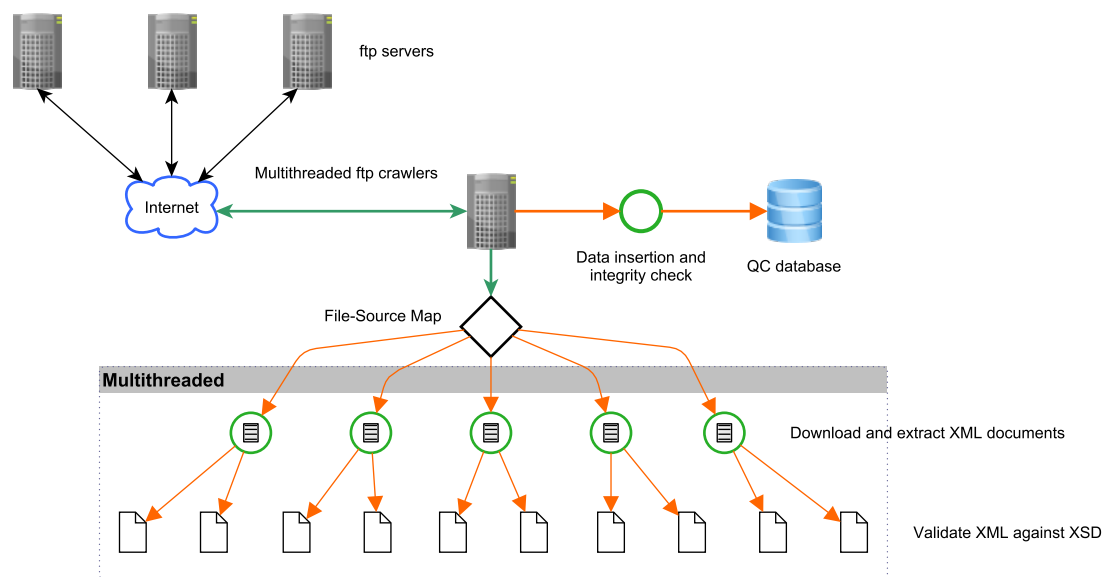 ftp servers
Multithreaded ftp crawlers
Internet
Data insertion and
integrity check
QC database
File-Source Map
Multithreaded
Download and extract XML documents
Validate XML against XSD